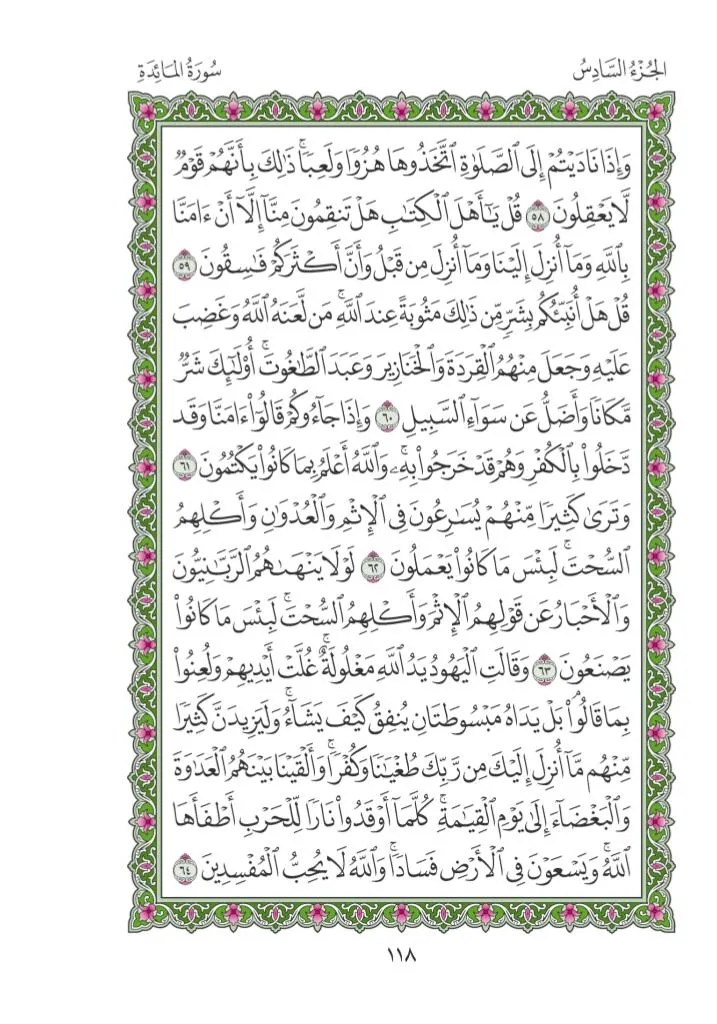 الجُزْءُ السَّادِسُ
سُورَةُ المَائِدَةِ
وَإِذَا نَادَيْتُمْ إِلَى ٱلصَّلَوٰةِ ٱتَّخَذُوهَا هُزُوٗا وَلَعِبٗاۚ ذَٰلِكَ بِأَنَّهُمْ قَوْمٞ
لَّا يَعْقِلُونَ ٥٨ قُلْ يَٰٓأَهْلَ ٱلْكِتَٰبِ هَلْ تَنقِمُونَ مِنَّآ إِلَّآ أَنْ ءَامَنَّا
بِٱللَّهِ وَمَآ أُنزِلَ إِلَيْنَا وَمَآ أُنزِلَ مِن قَبْلُ وَأَنَّ أَكْثَرَكُمْ فَٰسِقُونَ ٥٩
قُلْ هَلْ أُنَبِّئُكُم بِشَرّٖ مِّن ذَٰلِكَ مَثُوبَةً عِندَ ٱللَّهِۚ مَن لَّعَنَهُ ٱللَّهُ وَغَضِبَ
عَلَيْهِ وَجَعَلَ مِنْهُمُ ٱلْقِرَدَةَ وَٱلْخَنَازِيرَ وَعَبَدَ ٱلطَّٰغُوتَۚ أُوْلَٰٓئِكَ شَرّٞ
مَّكَانٗا وَأَضَلُّ عَن سَوَآءِ ٱلسَّبِيلِ ٦٠ وَإِذَا جَآءُوكُمْ قَالُوٓاْ ءَامَنَّا وَقَد
دَّخَلُواْ بِٱلْكُفْرِ وَهُمْ قَدْ خَرَجُواْ بِهِۦۚ وَٱللَّهُ أَعْلَمُ بِمَا كَانُواْ يَكْتُمُونَ ٦١
وَتَرَىٰ كَثِيرٗا مِّنْهُمْ يُسَٰرِعُونَ فِي ٱلْإِثْمِ وَٱلْعُدْوَٰنِ وَأَكْلِهِمُ
ٱلسُّحْتَۚ لَبِئْسَ مَا كَانُواْ يَعْمَلُونَ ٦٢ لَوْلَا يَنْهَىٰهُمُ ٱلرَّبَّٰنِيُّونَ
وَٱلْأَحْبَارُ عَن قَوْلِهِمُ ٱلْإِثْمَ وَأَكْلِهِمُ ٱلسُّحْتَۚ لَبِئْسَ مَا كَانُواْ
يَصْنَعُونَ ٦٣ وَقَالَتِ ٱلْيَهُودُ يَدُ ٱللَّهِ مَغْلُولَةٌۚ غُلَّتْ أَيْدِيهِمْ وَلُعِنُواْ
بِمَا قَالُواْۘ بَلْ يَدَاهُ مَبْسُوطَتَانِ يُنفِقُ كَيْفَ يَشَآءُۚ وَلَيَزِيدَنَّ كَثِيرٗا
مِّنْهُم مَّآ أُنزِلَ إِلَيْكَ مِن رَّبِّكَ طُغْيَٰنٗا وَكُفْرٗاۚ وَأَلْقَيْنَا بَيْنَهُمُ ٱلْعَدَٰوَةَ
وَٱلْبَغْضَآءَ إِلَىٰ يَوْمِ ٱلْقِيَٰمَةِۚ كُلَّمَآ أَوْقَدُواْ نَارٗا لِّلْحَرْبِ أَطْفَأَهَا
ٱللَّهُۚ وَيَسْعَوْنَ فِي ٱلْأَرْضِ فَسَادٗاۚ وَٱللَّهُ لَا يُحِبُّ ٱلْمُفْسِدِينَ ٦٤
١١٨